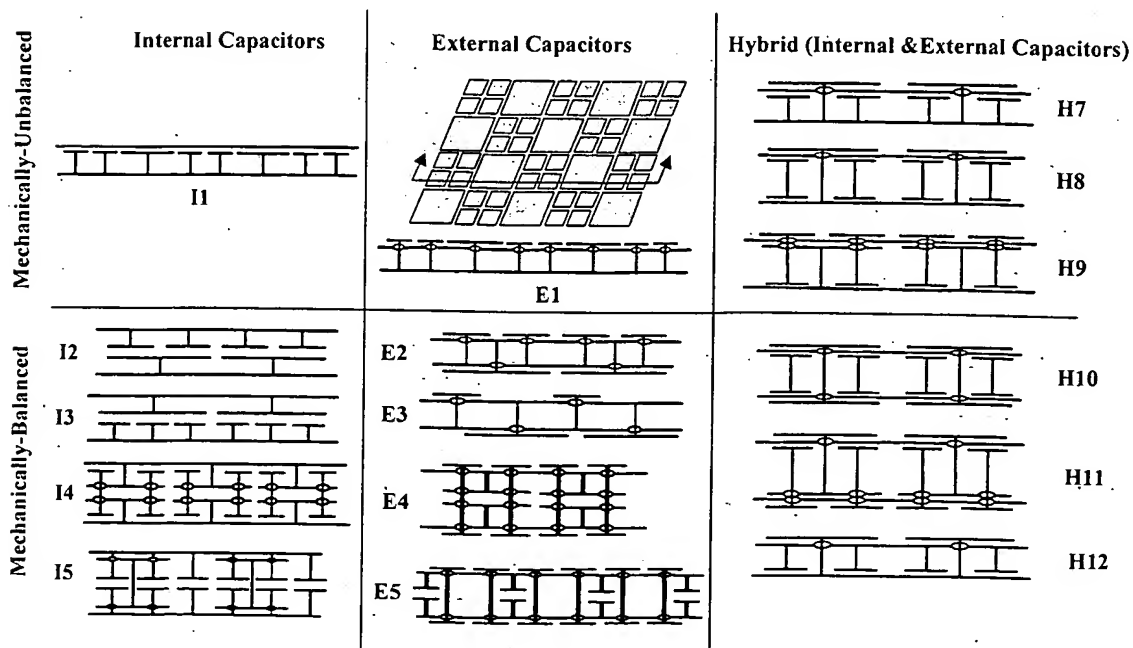 Internal Capacitors
External Capacitors
Hybrid (Internal &External Capacitors)
Mechanically-Unbalanced
I1
E1
H7
H8
H9
Mechanically-Balanced
I2
I3
I4
I5
E2
E3
E4
E5
H10
H11
H12